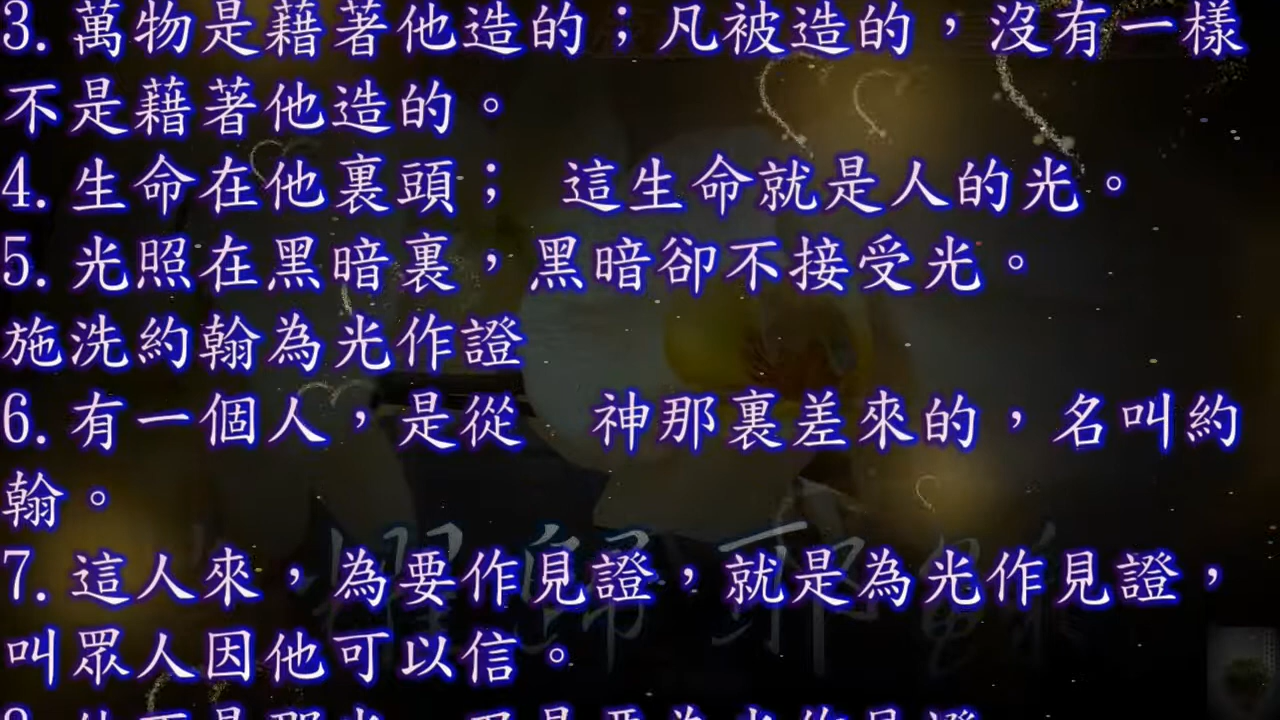 3. 萬物是藉著他造的；凡被造的，沒有一樣
不是藉著他造的。
4. 生命在他裏頭； 這生命就是人的光。
5. 光照在黑暗裏，黑暗卻不接受光。
施洗約翰為光作證
6. 有一個人，是從 神那裏差來的，名叫約
翰。
7. 這人來，為要作見證，就是為光作見證，
叫眾人因他可以信。
耀歸耶穌